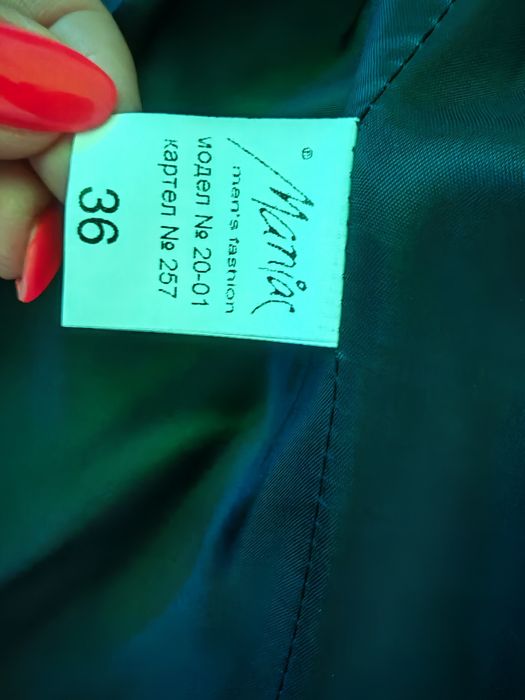 Maniac ®
men's fashion
модел № 20-01
картел № 257
36